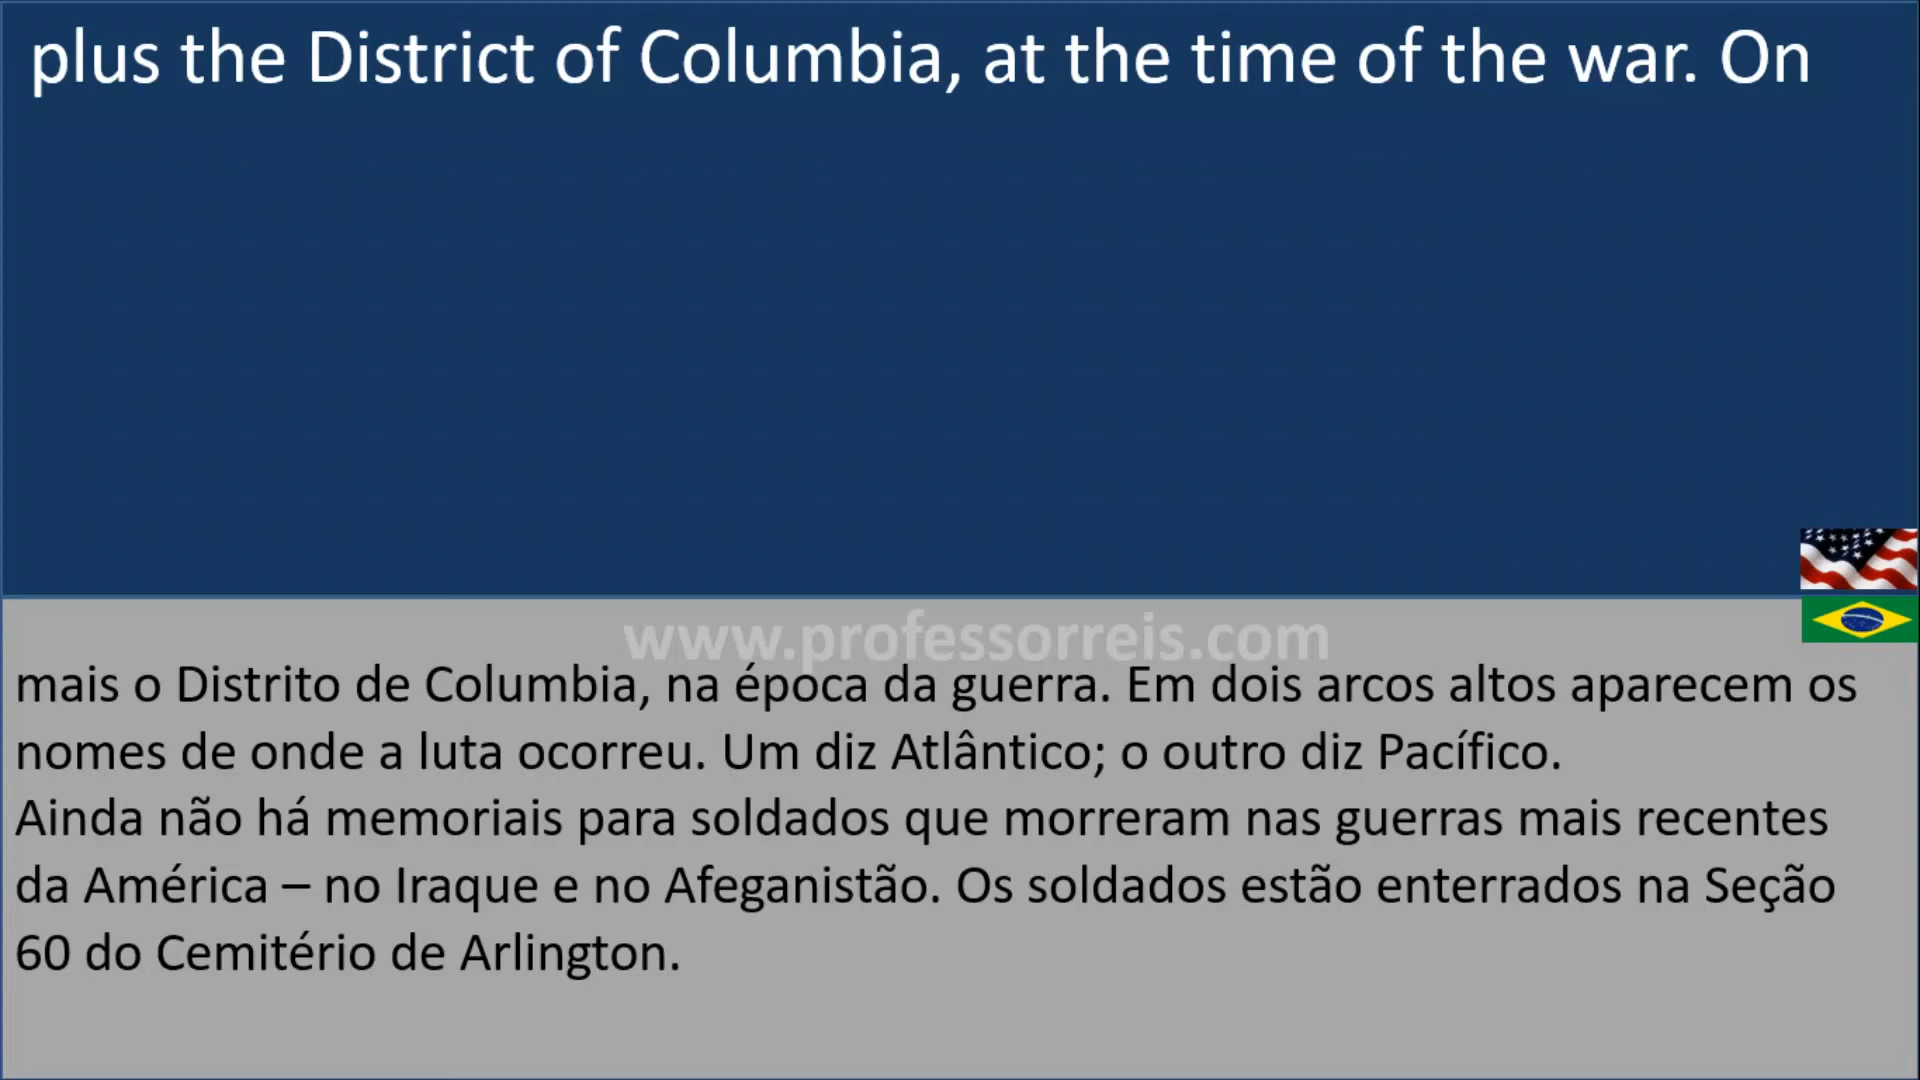 plus the District of Columbia, at the time of the war. On
www.professorreis.com
mais o Distrito de Columbia, na época da guerra. Em dois arcos altos aparecem os
nomes de onde a luta ocorreu. Um diz Atlântico; o outro diz Pacífico.
Ainda não há memoriais para soldados que morreram nas guerras mais recentes
da América – no Iraque e no Afeganistão. Os soldados estão enterrados na Seção
60 do Cemitério de Arlington.